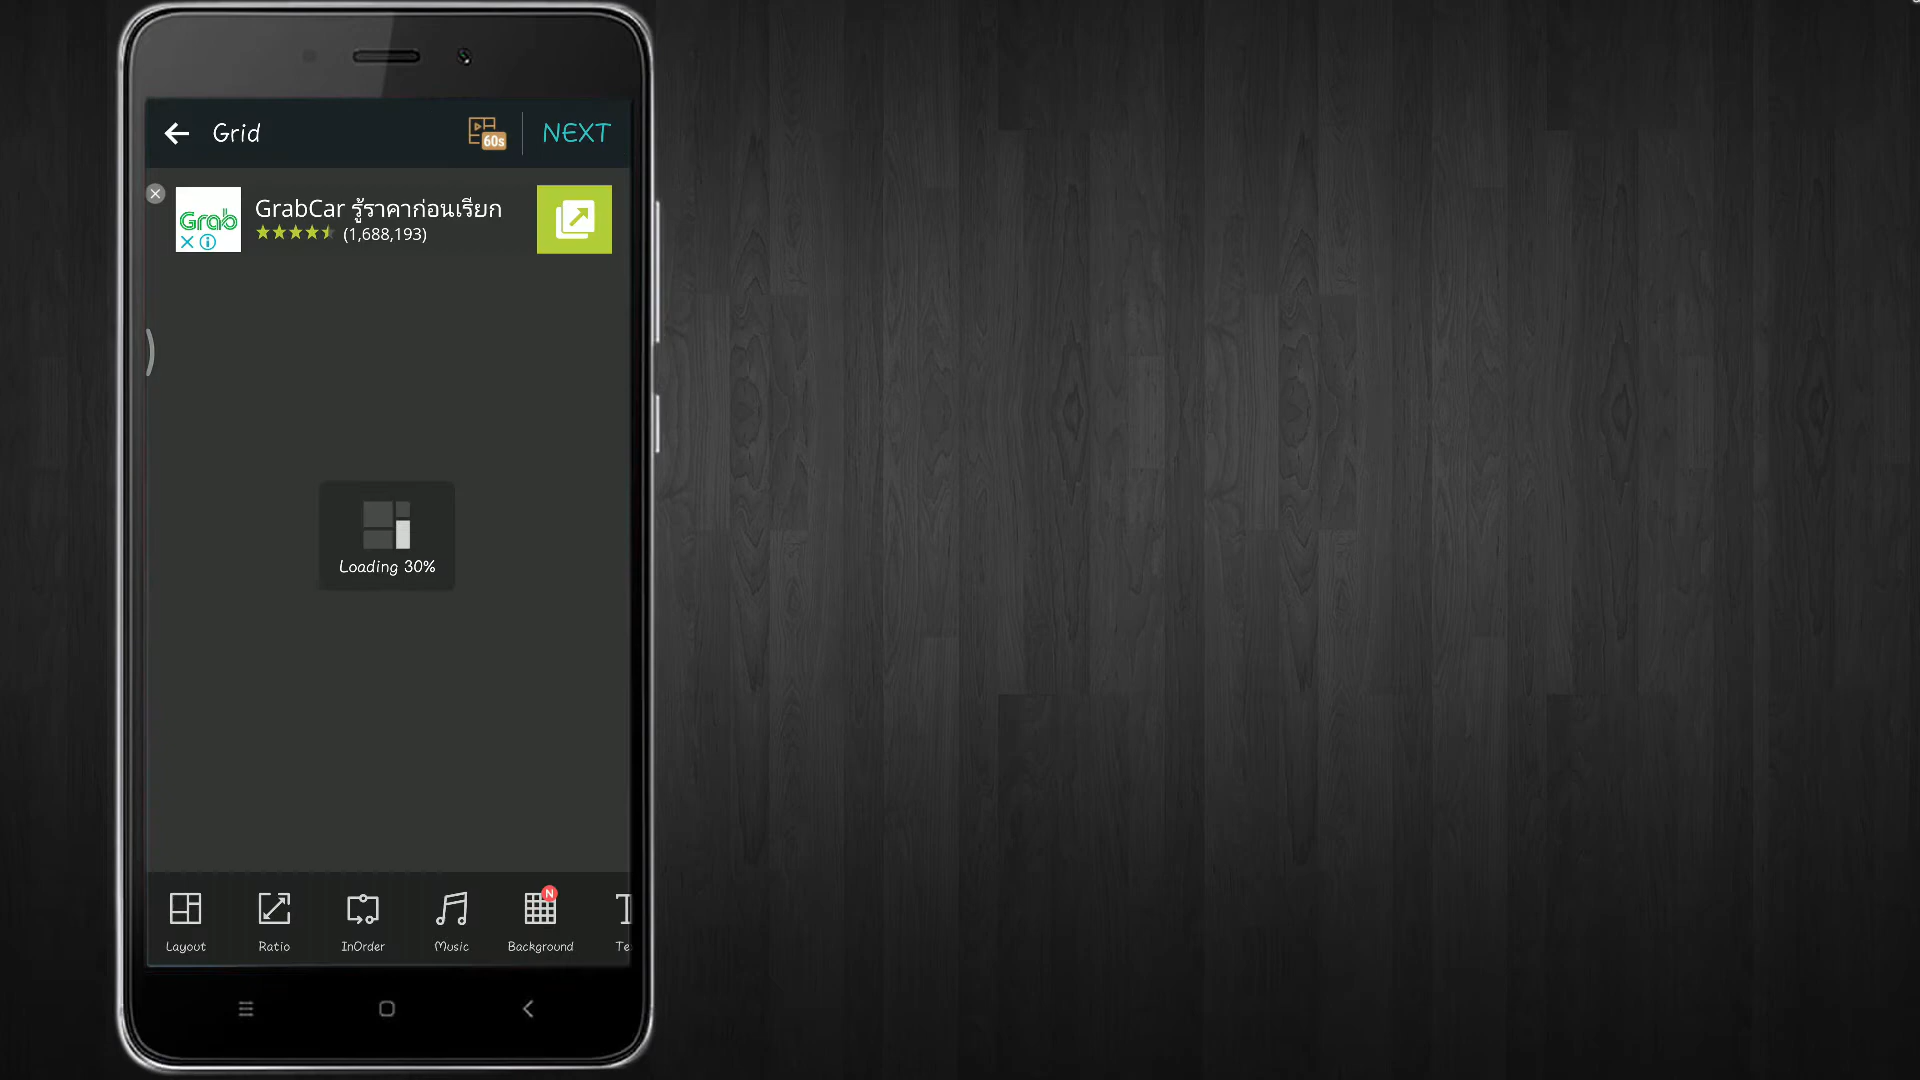 Grid
60s
NEXT
Grab
GrabCar รู้ราคาก่อนเรียก
(1,688,193)
Loading 30%
N
Layout
Ratio
InOrder
Music
Background
Te